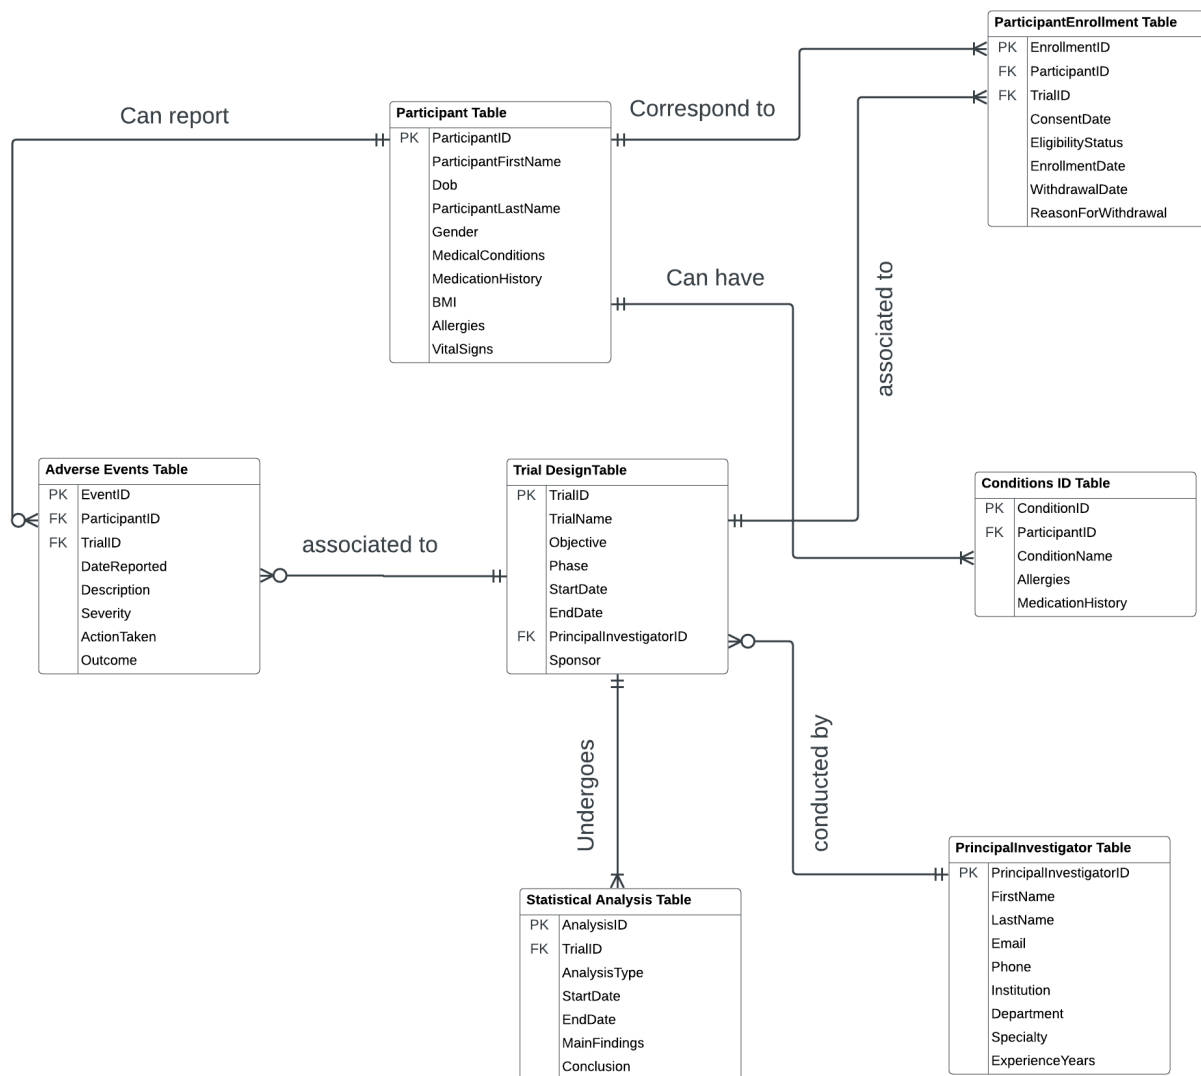 ParticipantEnrollment Table
PK EnrollmentID
FK ParticipantID
FK TrialID
ConsentDate
EligibilityStatus
EnrollmentDate
WithdrawalDate
ReasonForWithdrawal
Can report
Participant Table
PK ParticipantID
ParticipantFirstName
Dob
ParticipantLastName
Gender
MedicalConditions
MedicationHistory
BMI
Allergies
VitalSigns
Correspond to
Can have
associated to
Adverse Events Table
PK EventID
FK ParticipantID
FK TrialID
DateReported
Description
Severity
ActionTaken
Outcome
associated to
Trial DesignTable
PK TrialID
TrialName
Objective
Phase
StartDate
EndDate
FK PrincipalInvestigatorID
Sponsor
Conditions ID Table
PK ConditionID
FK ParticipantID
ConditionName
Allergies
MedicationHistory
Undergoes
conducted by
Statistical Analysis Table
PK AnalysisID
FK TrialID
AnalysisType
StartDate
EndDate
MainFindings
Conclusion
PrincipalInvestigator Table
PK PrincipalInvestigatorID
FirstName
LastName
Email
Phone
Institution
Department
Specialty
ExperienceYears